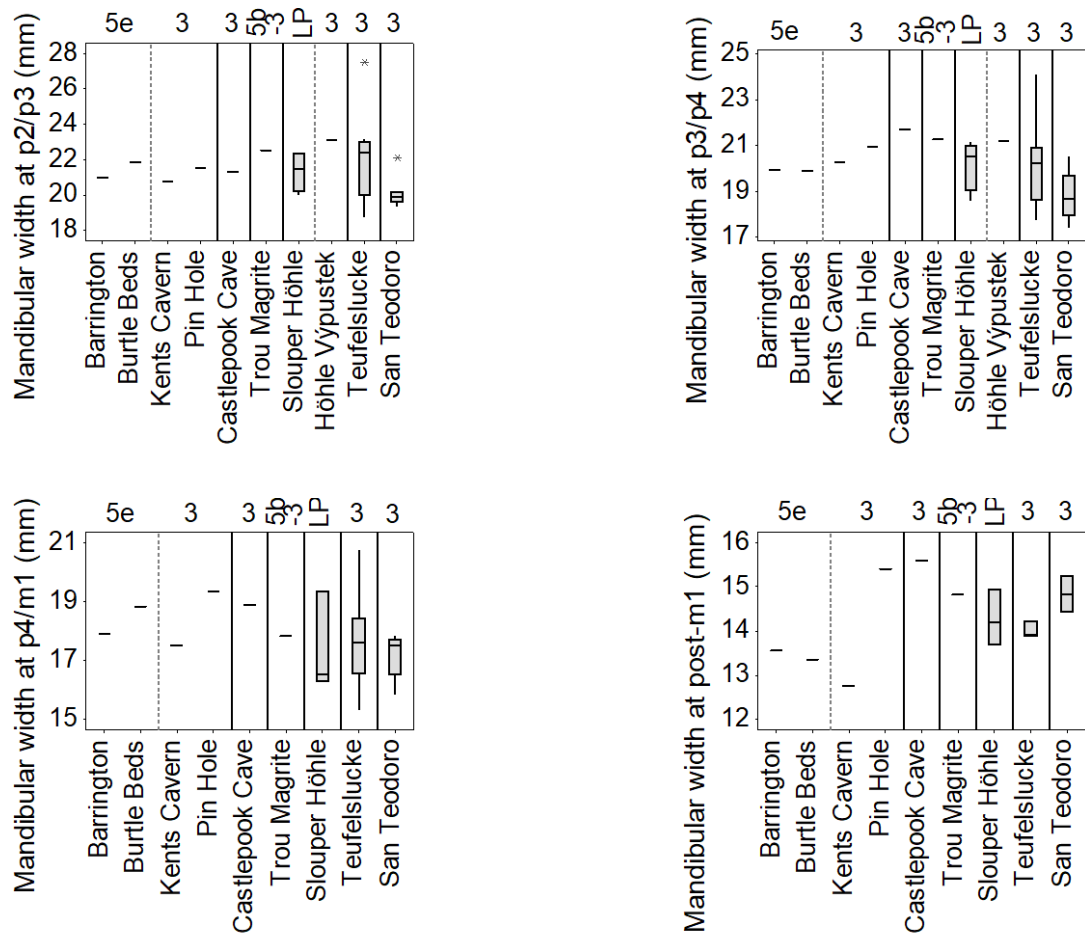 5e 3 3 5b -3 LP 3 3 3
Mandibular width at p2/p3 (mm)
28
26
24
22
20
18
Barrington
Burtle Beds
Kents Cavern
Pin Hole
Castlepook Cave
Trou Magrite
Slouper Höhle
Höhle Výpustek
Teufelslucke
San Teodoro
5e 3 3 5b -3 LP 3 3 3
Mandibular width at p3/p4 (mm)
25
23
21
19
17
Barrington
Burtle Beds
Kents Cavern
Pin Hole
Castlepook Cave
Trou Magrite
Slouper Höhle
Höhle Výpustek
Teufelslucke
San Teodoro
5e 3 3 5b -3 LP 3 3
Mandibular width at p4/m1 (mm)
21
19
17
15
Barrington
Burtle Beds
Kents Cavern
Pin Hole
Castlepook Cave
Trou Magrite
Slouper Höhle
Teufelslucke
San Teodoro
5e 3 3 5b -3 LP 3 3
Mandibular width at post-m1 (mm)
16
15
14
13
12
Barrington
Burtle Beds
Kents Cavern
Pin Hole
Castlepook Cave
Trou Magrite
Slouper Höhle
Teufelslucke
San Teodoro